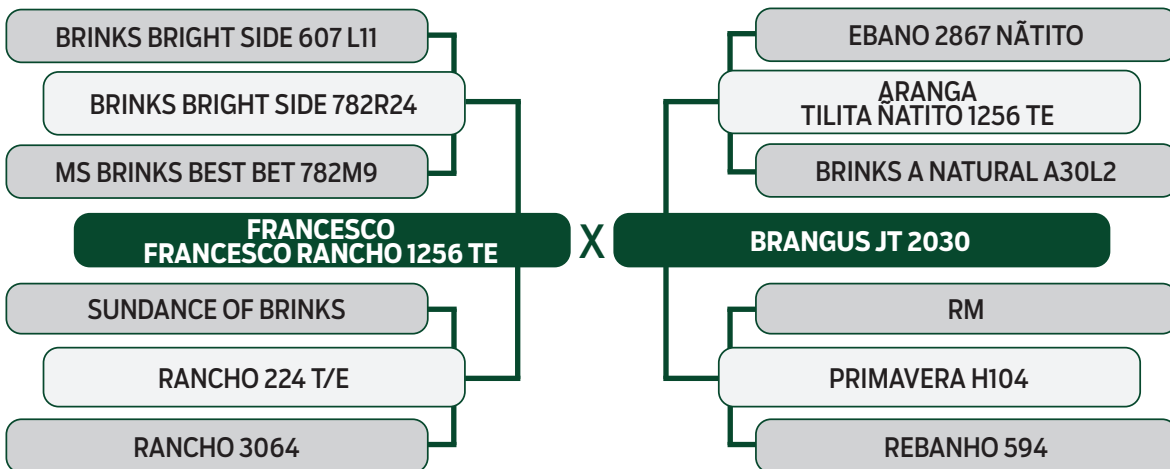 BRINKS BRIGHT SIDE 607 L11
BRINKS BRIGHT SIDE 782R24
MS BRINKS BEST BET 782M9
FRANCESCO
FRANCESCO RANCHO 1256 TE
SUNDANCE OF BRINKS
RANCHO 224 T/E
RANCHO 3064
X
EBANO 2867 NÃTITO
ARANGA
TILITA ÑATITO 1256 TE
BRINKS A NATURAL A30L2
BRANGUS JT 2030
RM
PRIMAVERA H104
REBANHO 594